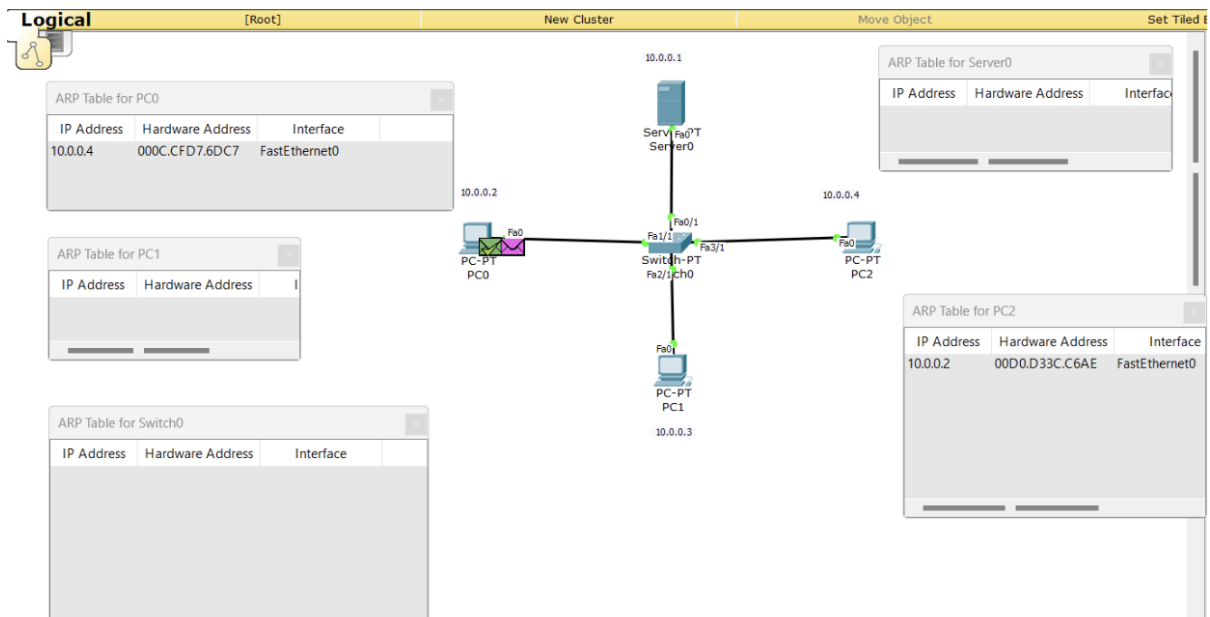 Logical [Root] New Cluster Move Object Set Tiled B
10.0.0.1
ARP Table for Server0
IP Address Hardware Address Interfac
ARP Table for PC0
IP Address Hardware Address Interface
10.0.0.4 000C.CFD7.6DC7 FastEthernet0
Fa0
Server0
10.0.0.2
10.0.0.4
Fa0
PC-PT
PC0
Fa0/1
Fa1/1
Fa3/1
Switch-PT
Fa2/1
Fa0
PC-PT
PC2
ARP Table for PC1
IP Address Hardware Address I
ARP Table for PC2
IP Address Hardware Address Interface
10.0.0.2 00D0.D33C.C6AE FastEthernet0
Fa0
PC-PT
PC1
10.0.0.3
ARP Table for Switch0
IP Address Hardware Address Interface